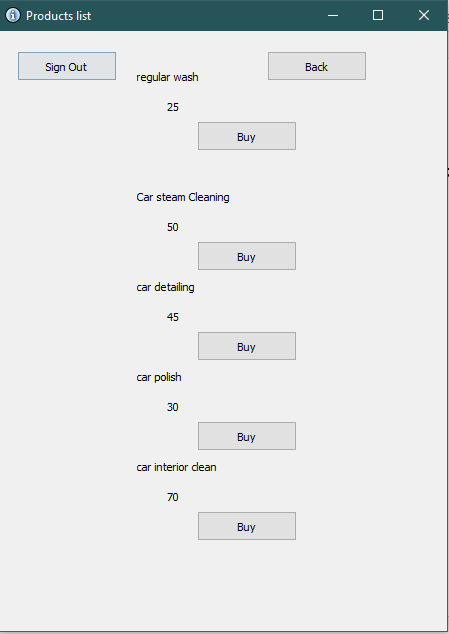 Products list
Sign Out
Back
regular wash
25
Buy
Car steam Cleaning
50
Buy
car detailing
45
Buy
car polish
30
Buy
car interior clean
70
Buy